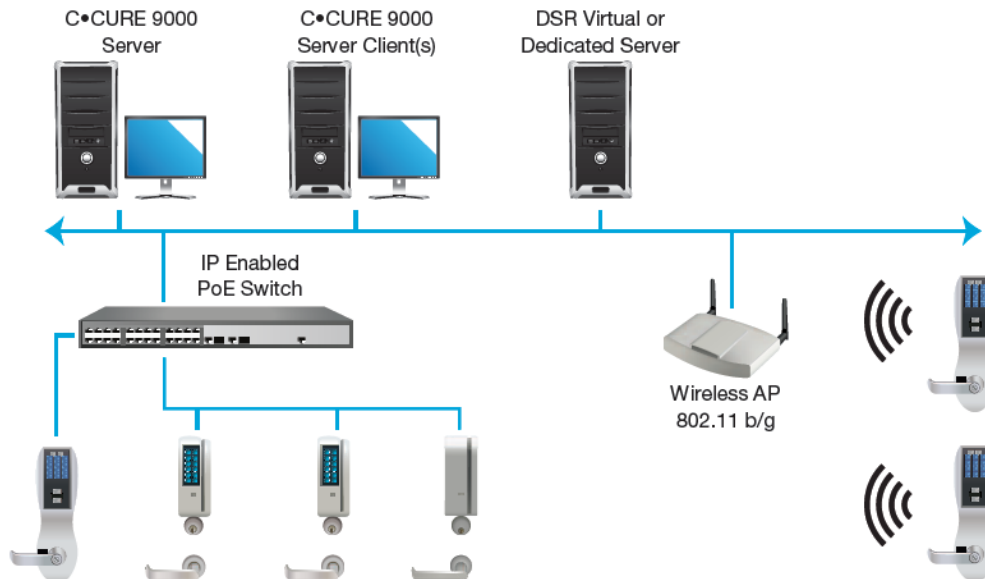 C•CURE 9000
Server
C•CURE 9000
Server Client(s)
DSR Virtual or
Dedicated Server
IP Enabled
PoE Switch
Wireless AP
802.11 b/g